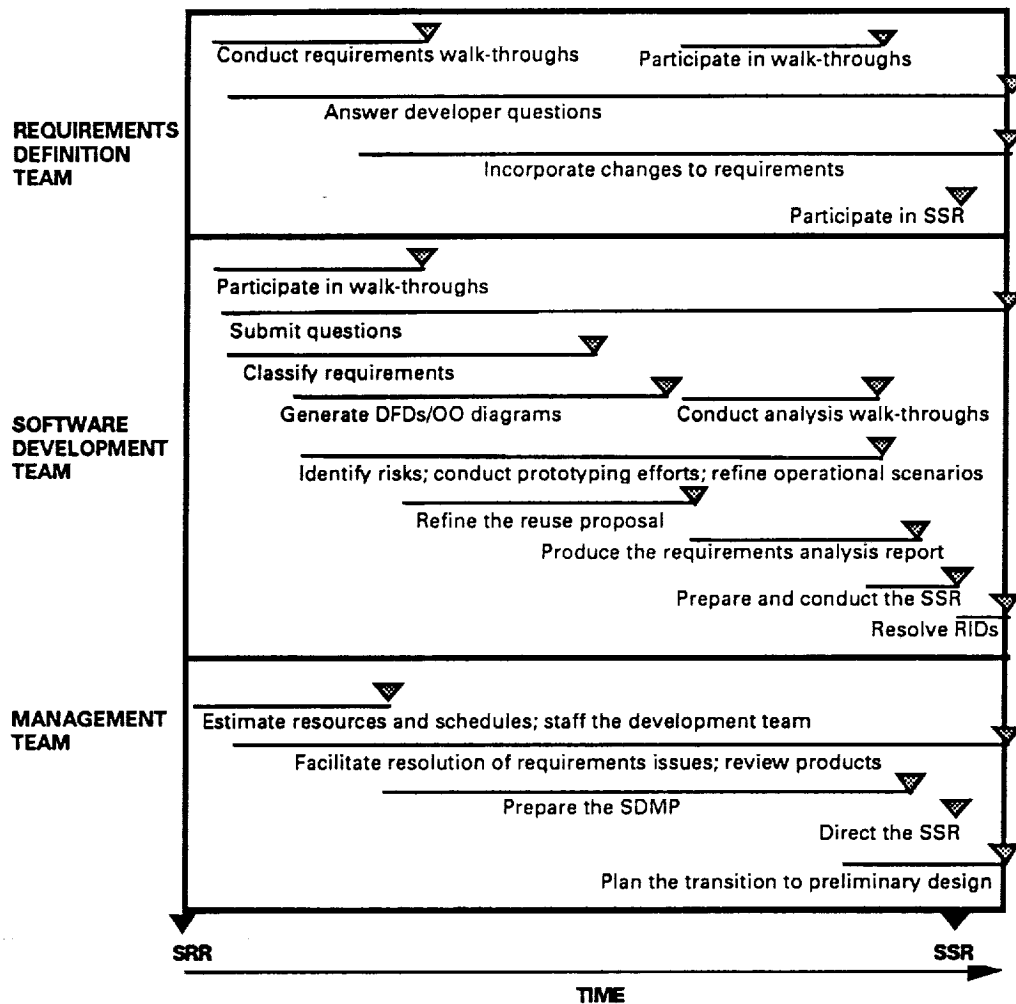 Conduct requirements walk-throughs
Participate in walk-throughs
Answer developer questions
REQUIREMENTS
DEFINITION
TEAM
Incorporate changes to requirements
Participate in SSR
Participate in walk-throughs
Submit questions
Classify requirements
Generate DFDs/OO diagrams
Conduct analysis walk-throughs
SOFTWARE
DEVELOPMENT
TEAM
Identify risks; conduct prototyping efforts; refine operational scenarios
Refine the reuse proposal
Produce the requirements analysis report
Prepare and conduct the SSR
Resolve RIDs
MANAGEMENT
TEAM
Estimate resources and schedules; staff the development team
Facilitate resolution of requirements issues; review products
Prepare the SDMP
Direct the SSR
Plan the transition to preliminary design
SRR
SSR
TIME